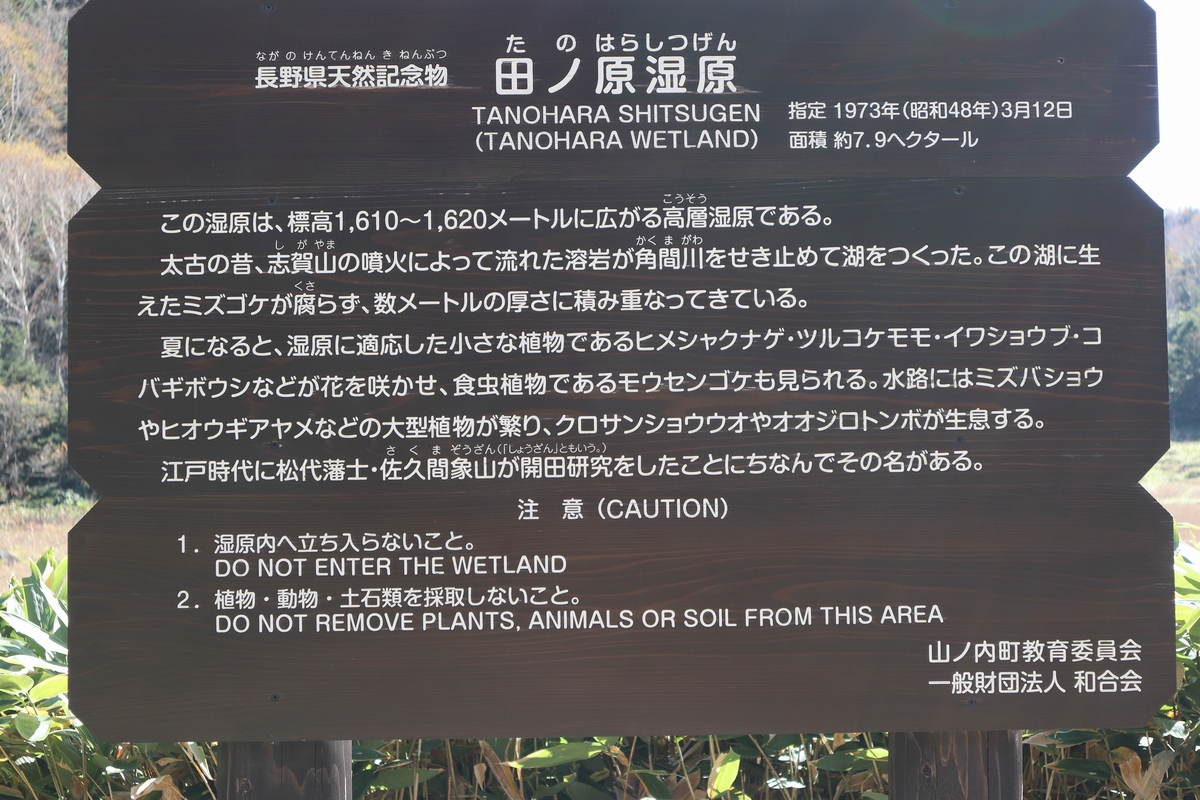 ながのけんてんねんきねんぶつ
長野県天然記念物
たのはらしつげん
田ノ原湿原
TANOHARA SHITSUGEN
(TANOHARA WETLAND)
指定 1973年(昭和48年)3月12日
面積 約7.9ヘクタール
こうそう
この湿原は、標高1,610〜1,620メートルに広がる高層湿原である。
しがやま かくまがわ
太古の昔、志賀山の噴火によって流れた溶岩が角間川をせき止めて湖をつくった。この湖に生
くさ
えたミズゴケが腐らず、数メートルの厚さに積み重なってきている。
夏になると、湿原に適応した小さな植物であるヒメシャクナゲ・ツルコケモモ・イワショウブ・コ
バギボウシなどが花を咲かせ、食虫植物であるモウセンゴケも見られる。水路にはミズバショウ
やヒオウギアヤメなどの大型植物が繁り、クロサンショウウオやオオジロトンボが生息する。
さくまぞうざん(「しょうざん」ともいう。)
江戸時代に松代藩士・佐久間象山が開田研究をしたことにちなんでその名がある。
注 意 (CAUTION)
1. 湿原内へ立ち入らないこと。
DO NOT ENTER THE WETLAND
2. 植物・動物・土石類を採取しないこと。
DO NOT REMOVE PLANTS, ANIMALS OR SOIL FROM THIS AREA
山ノ内町教育委員会
一般財団法人 和合会